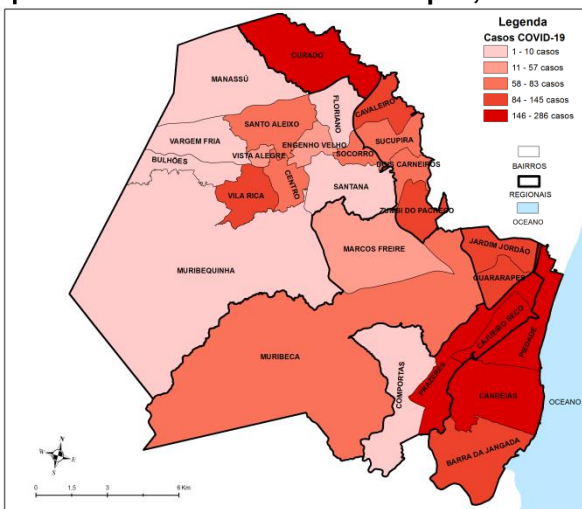 Legenda
Casos COVID-19
1 - 10 casos
11 - 57 casos
58 - 83 casos
84 - 145 casos
146 - 286 casos
BAIRROS
REGIONAIS
OCEANO
CURADO
MANASSÚ
FLORIANO
CAVALEIRO
SANTO ALEIXO
VARGEM FRIA
ENGENHO VELHO
SUCUPIRA
BULHÕES
VISTA ALEGRE
SOCORRO
DOIS CARNEIROS
CENTRO
SANTANA
VILA RICA
ZUMBI DO PACHECO
MURIBEQUINHA
MARCOS FREIRE
JARDIM JORDÃO
GUARARAPES
CAJUEIRO SECO
PIEDADE
MURIBECA
COMPORTAS
PRAZERES
CANDEIAS
OCEANO
BARRA DA JANGADA
N
W E
S
0 1,5 3 6 Km